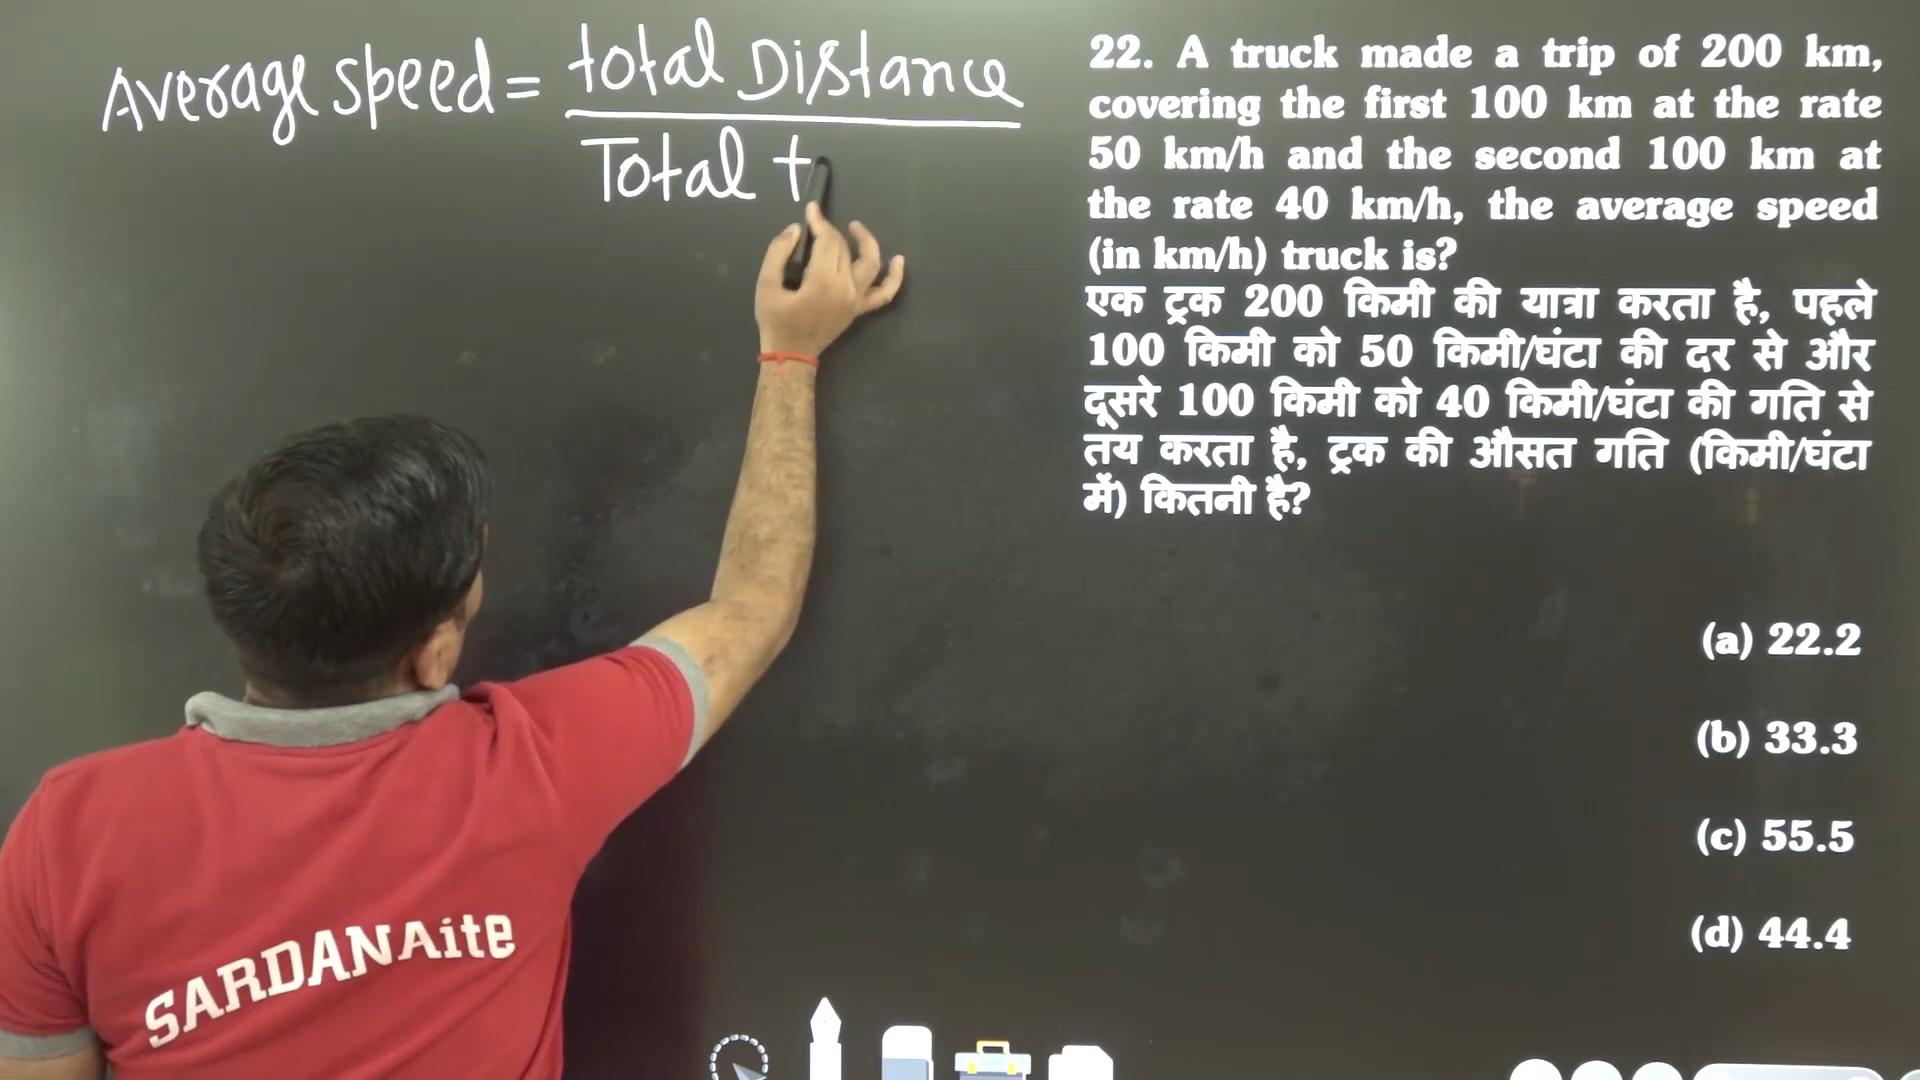 Average speed = total Distance
Total t
22. A truck made a trip of 200 km,
covering the first 100 km at the rate
50 km/h and the second 100 km at
the rate 40 km/h, the average speed
(in km/h) truck is?
एक ट्रक 200 किमी की यात्रा करता है, पहले
100 किमी को 50 किमी/घंटा की दर से और
दूसरे 100 किमी को 40 किमी/घंटा की गति से
तय करता है, ट्रक की औसत गति (किमी/घंटा
में) कितनी है?
(a) 22.2
(b) 33.3
(c) 55.5
(d) 44.4
SARDANAite